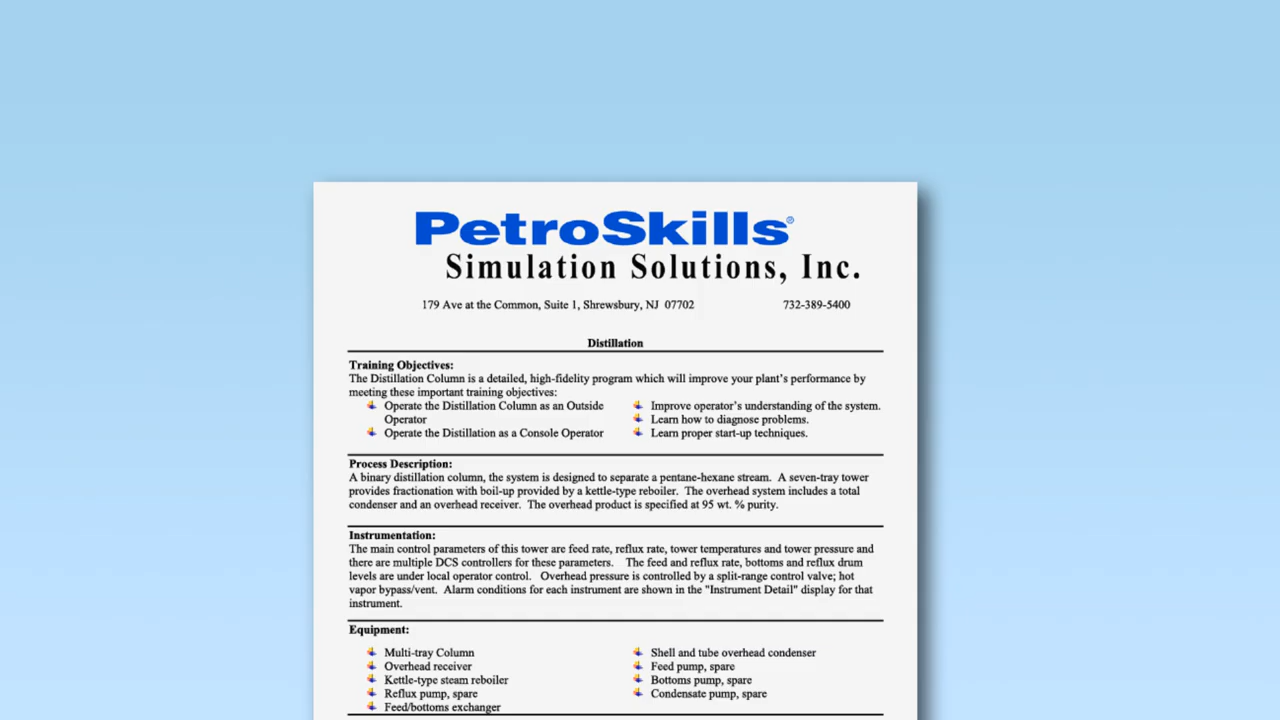 PetroSkills®
Simulation Solutions, Inc.
179 Ave at the Common, Suite 1, Shrewsbury, NJ 07702 732-389-5400
Distillation
Training Objectives:
The Distillation Column is a detailed, high-fidelity program which will improve your plant's performance by
meeting these important training objectives:
Operate the Distillation Column as an Outside
Operator
Operate the Distillation as a Console Operator
Improve operator's understanding of the system.
Learn how to diagnose problems.
Learn proper start-up techniques.
Process Description:
A binary distillation column, the system is designed to separate a pentane-hexane stream. A seven-tray tower
provides fractionation with boil-up provided by a kettle-type reboiler. The overhead system includes a total
condenser and an overhead receiver. The overhead product is specified at 95 wt. % purity.
Instrumentation:
The main control parameters of this tower are feed rate, reflux rate, tower temperatures and tower pressure and
there are multiple DCS controllers for these parameters. The feed and reflux rate, bottoms and reflux drum
levels are under local operator control. Overhead pressure is controlled by a split-range control valve; hot
vapor bypass/vent. Alarm conditions for each instrument are shown in the "Instrument Detail" display for that
instrument.
Equipment:
Multi-tray Column
Overhead receiver
Kettle-type steam reboiler
Reflux pump, spare
Feed/bottoms exchanger
Shell and tube overhead condenser
Feed pump, spare
Bottoms pump, spare
Condensate pump, spare